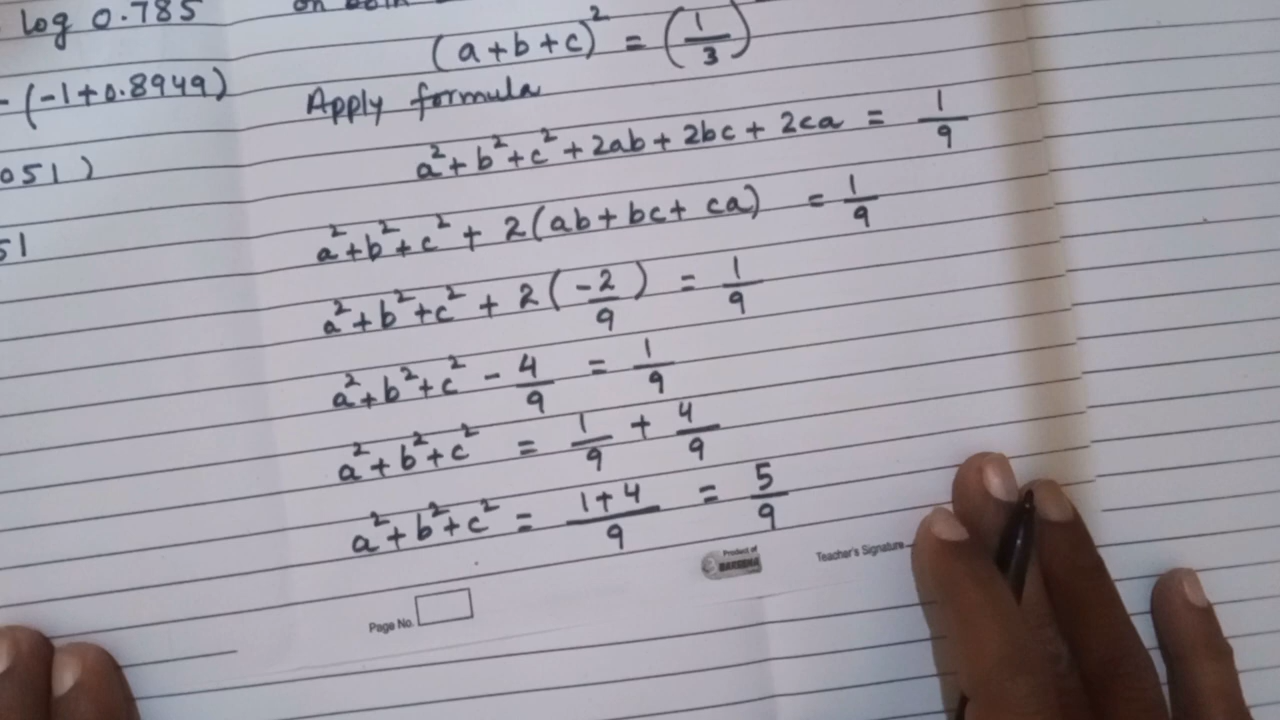 log 0.785
(a+b+c)² = (1/3)
-(-1+0.8949)
Apply formula
a²+b²+c²+2ab+2bc+2ca = 1/9
051)
a²+b²+c²+2(ab+bc+ca) = 1/9
51
a²+b²+c²+2(-2/9) = 1/9
a²+b²+c²-4/9 = 1/9
a²+b²+c² = 1/9 + 4/9
a²+b²+c² = 1+4/9 = 5/9
Product of
Teacher's Signature
Page No.